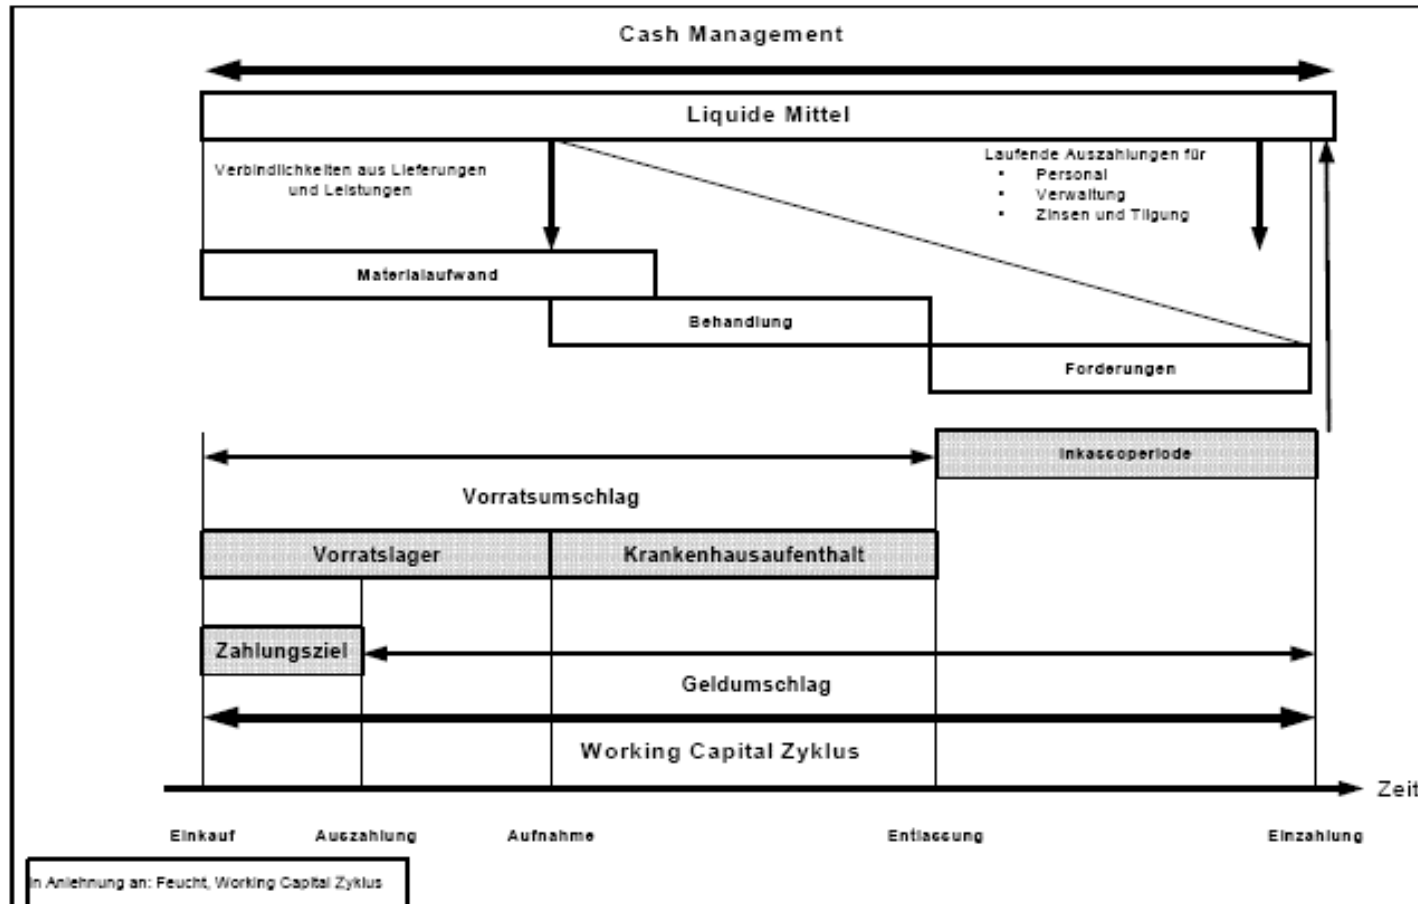 Cash Management
Liquide Mittel
Verbindlichkeiten aus Lieferungen
und Leistungen
Laufende Auszahlungen für
• Personal
• Verwaltung
• Zinsen und Tilgung
Materialaufwand
Behandlung
Forderungen
Inkassoperiode
Vorratsumschlag
Vorratslager
Krankenhausaufenthalt
Zahlungsziel
Geldumschlag
Working Capital Zyklus
Zeit
Einkauf
Auszahlung
Aufnahme
Entlassung
Einzahlung
In Anlehnung an: Feucht, Working Capital Zyklus